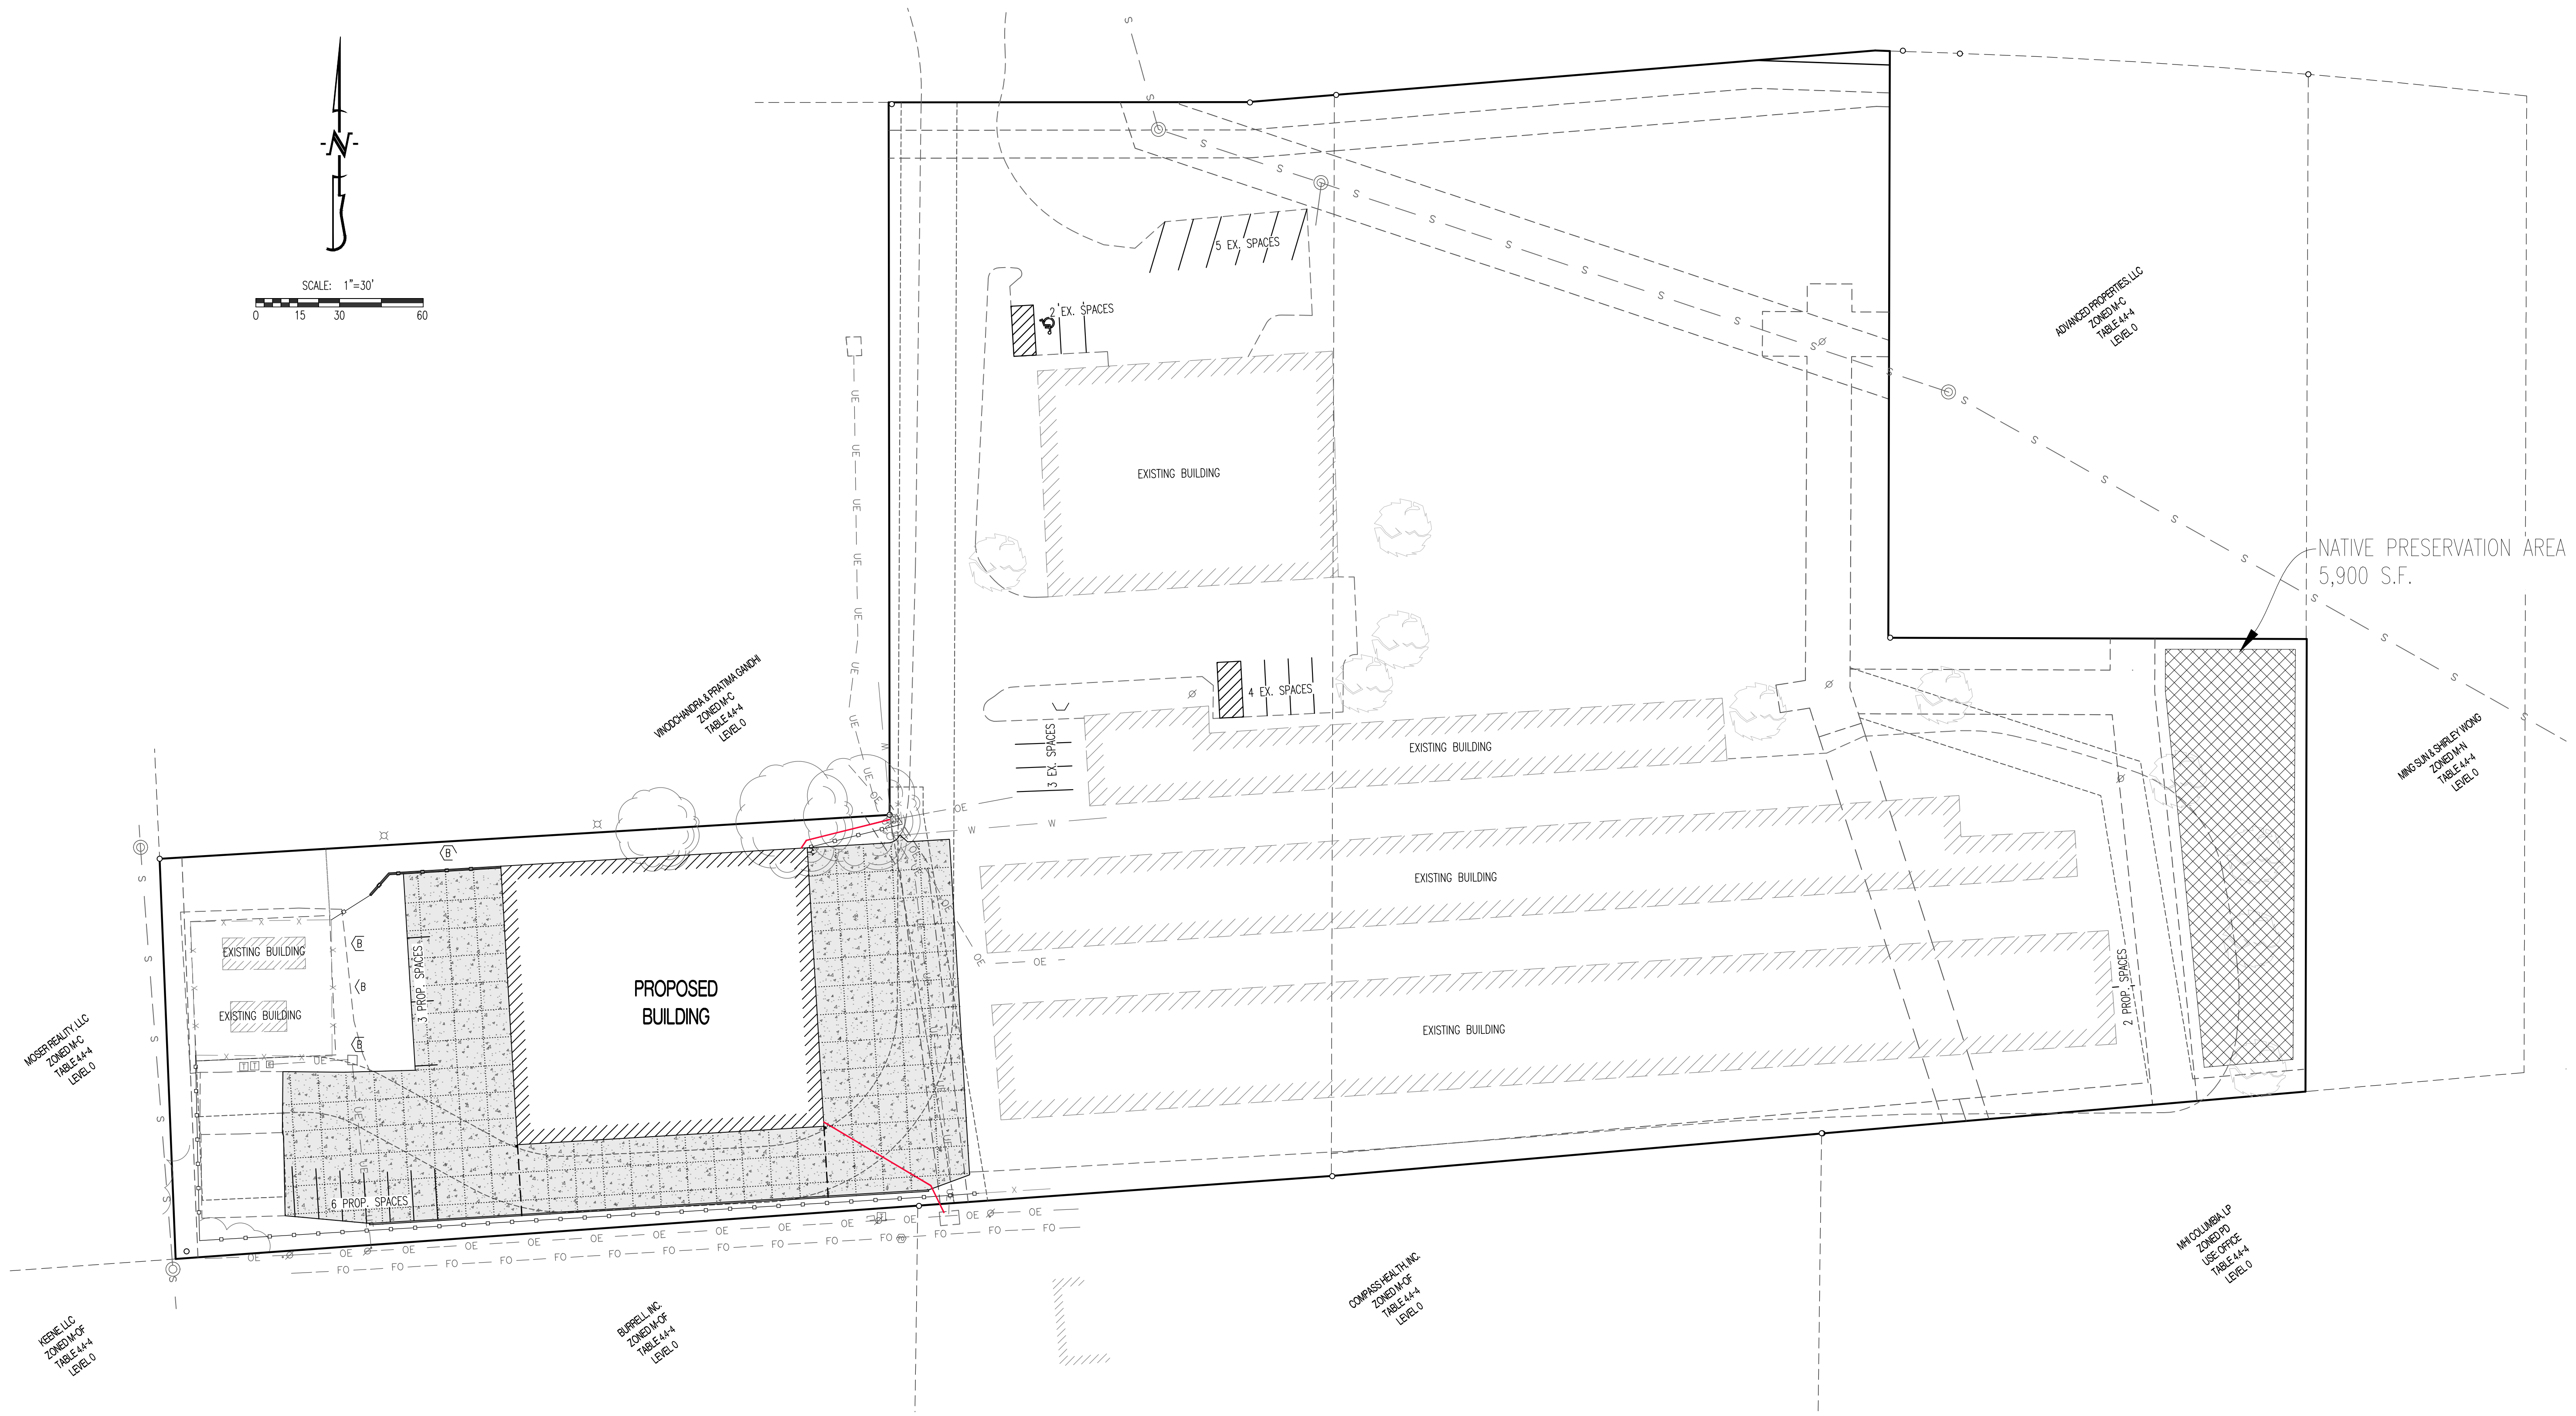 N
SCALE: 1"=30'
0 15 30 60
5 EX. SPACES
2 EX. SPACES
EXISTING BUILDING
ADVANCED PROPERTIES, LLC
ZONED M-C
TABLE 4.4-4
LEVEL 0
NATIVE PRESERVATION AREA
5,900 S.F.
VINODCHANDRA & PRATIMA GANDHI
ZONED M-C
TABLE 4.4-4
LEVEL 0
4 EX. SPACES
3 EX. SPACES
EXISTING BUILDING
MING SUN & SHIRLEY WONG
ZONED M-N
TABLE 4.4-4
LEVEL 0
EXISTING BUILDING
EXISTING BUILDING
2 PROP. SPACES
EXISTING BUILDING
EXISTING BUILDING
3 PROP. SPACES
PROPOSED
BUILDING
MOSER REALITY, LLC
ZONED M-C
TABLE 4.4-4
LEVEL 0
6 PROP. SPACES
KEENE, LLC
ZONED M-OF
TABLE 4.4-4
LEVEL 0
BURRELL, INC.
ZONED M-OF
TABLE 4.4-4
LEVEL 0
COMPASS HEALTH, INC.
ZONED M-OF
TABLE 4.4-4
LEVEL 0
MHI COLUMBIA, LP
ZONED PD
USE: OFFICE
TABLE 4.4-4
LEVEL 0